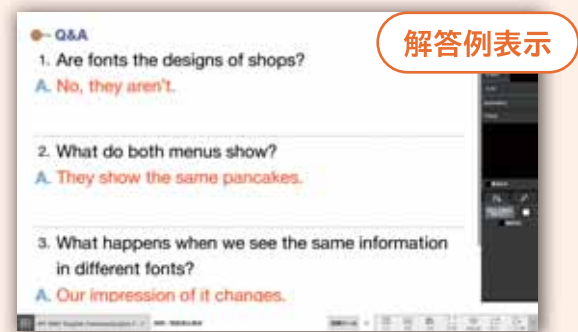 解答例表示
Q&A
1. Are fonts the designs of shops?
A. No, they aren't.
2. What do both menus show?
A. They show the same pancakes.
3. What happens when we see the same information
in different fonts?
A. Our impression of it changes.